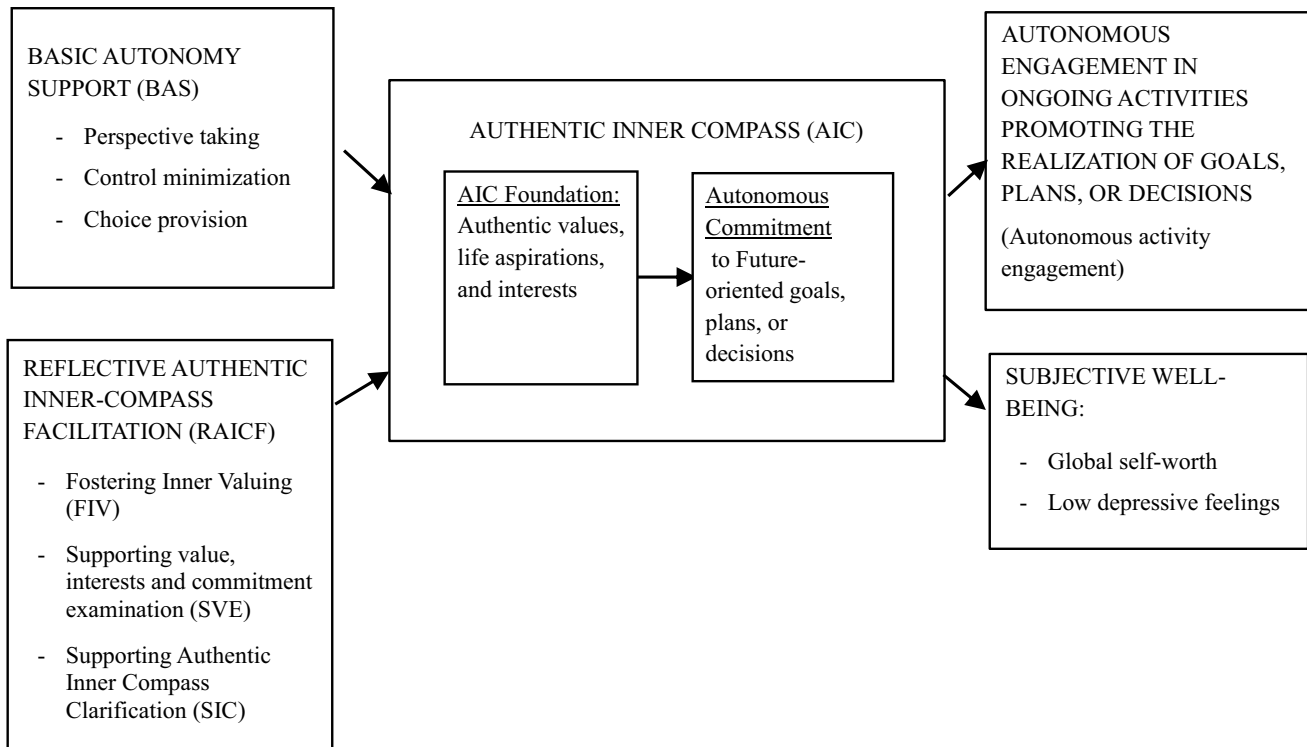 BASIC AUTONOMY
SUPPORT (BAS)
- Perspective taking
- Control minimization
- Choice provision
REFLECTIVE AUTHENTIC
INNER-COMPASS
FACILITATION (RAICF)
- Fostering Inner Valuing
(FIV)
- Supporting value,
interests and commitment
examination (SVE)
- Supporting Authentic
Inner Compass
Clarification (SIC)
AUTHENTIC INNER COMPASS (AIC)
AIC Foundation:
Authentic values,
life aspirations,
and interests
Autonomous
Commitment
to Future-
oriented goals,
plans, or
decisions
AUTONOMOUS
ENGAGEMENT IN
ONGOING ACTIVITIES
PROMOTING THE
REALIZATION OF GOALS,
PLANS, OR DECISIONS
(Autonomous activity
engagement)
SUBJECTIVE WELL-
BEING:
- Global self-worth
- Low depressive feelings